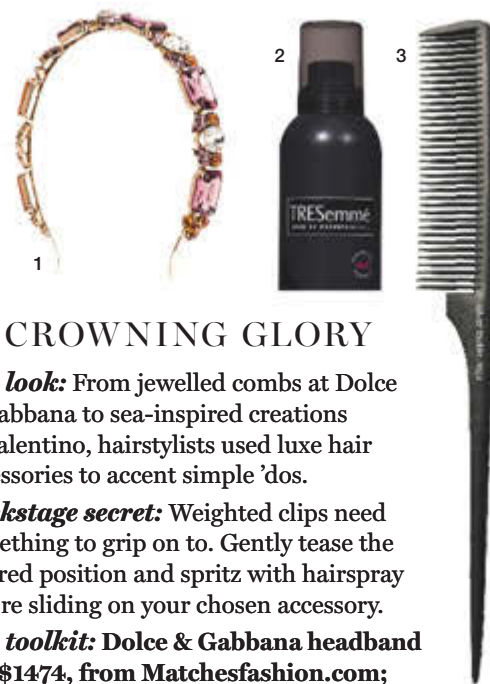 1
2
3
TRESemmé
CROWNING GLORY
look: From jewelled combs at Dolce
abbana to sea-inspired creations
alentino, hairstylists used luxe hair
essories to accent simple ’dos.
kstage secret: Weighted clips need
ething to grip on to. Gently tease the
red position and spritz with hairspray
re sliding on your chosen accessory.
toolkit: Dolce & Gabbana headband
$1474, from Matchesfashion.com;